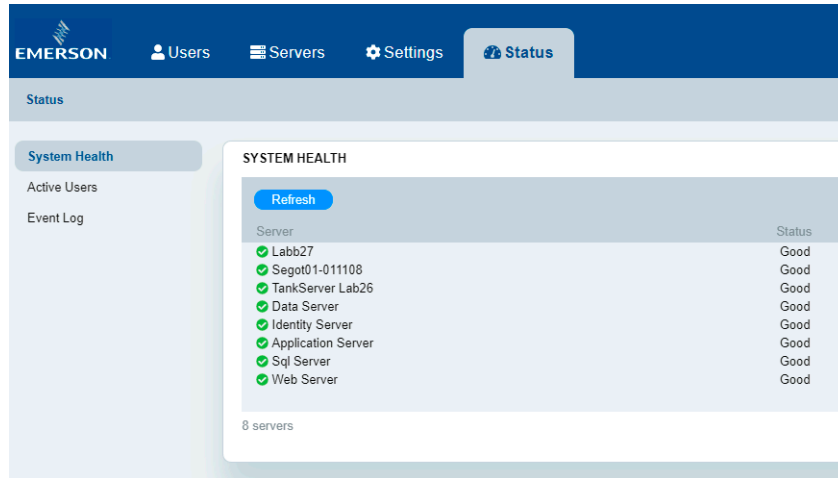 EMERSON
Users
Servers
Settings
Status
Status
System Health
Active Users
Event Log
SYSTEM HEALTH
Refresh
Server Status
Labb27 Good
Segot01-011108 Good
TankServer Lab26 Good
Data Server Good
Identity Server Good
Application Server Good
Sql Server Good
Web Server Good
8 servers